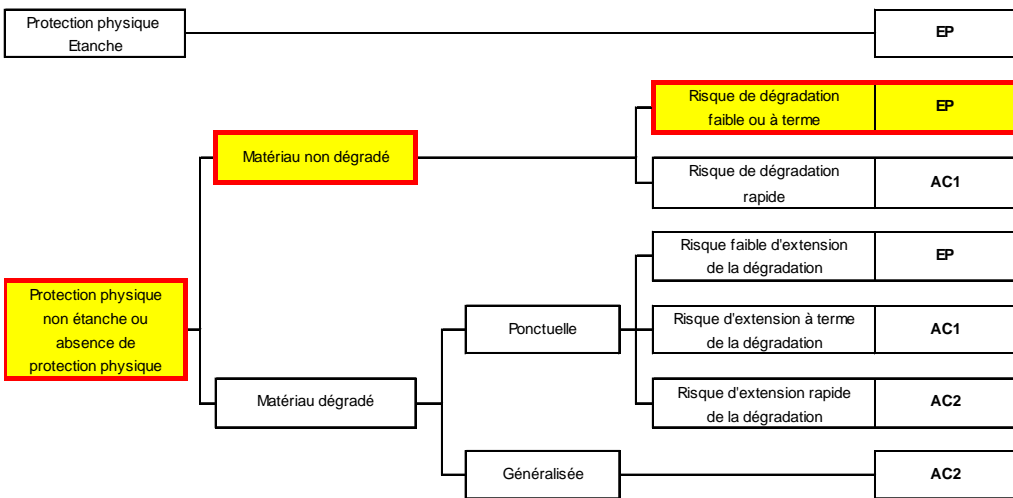 Protection physique
Etanche
EP
Risque de dégradation
faible ou à terme
EP
Matériau non dégradé
Risque de dégradation
rapide
AC1
Risque faible d'extension
de la dégradation
EP
Protection physique
non étanche ou
absence de
protection physique
Ponctuelle
Risque d'extension à terme
de la dégradation
AC1
Matériau dégradé
Risque d'extension rapide
de la dégradation
AC2
Généralisée
AC2